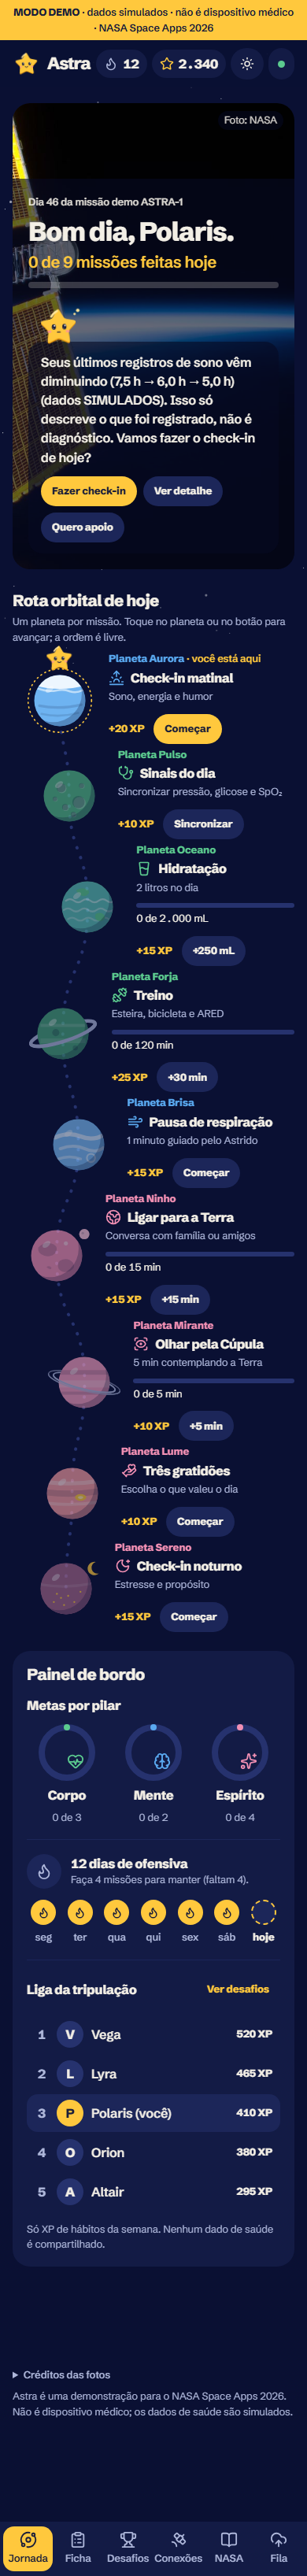 MODO DEMO · dados simulados · não é dispositivo médico
· NASA Space Apps 2026
Astra
12
2.340
Foto: NASA
Dia 46 da missão demo ASTRA-1
Bom dia, Polaris.
0 de 9 missões feitas hoje
Seus últimos registros de sono vêm
diminuindo (7,5 h → 6,0 h → 5,0 h)
(dados SIMULADOS). Isso só
descreve o que foi registrado, não é
diagnóstico. Vamos fazer o check-in
de hoje?
Fazer check-in
Ver detalhe
Quero apoio
Rota orbital de hoje
Um planeta por missão. Toque no planeta ou no botão para
avançar; a ordem é livre.
Planeta Aurora · você está aqui
Check-in matinal
Sono, energia e humor
+20 XP
Começar
Planeta Pulso
Sinais do dia
Sincronizar pressão, glicose e SpO₂
+10 XP
Sincronizar
Planeta Oceano
Hidratação
2 litros no dia
0 de 2.000 mL
+15 XP
+250 mL
Planeta Forja
Treino
Esteira, bicicleta e ARED
0 de 120 min
+25 XP
+30 min
Planeta Brisa
Pausa de respiração
1 minuto guiado pelo Astrido
+15 XP
Começar
Planeta Ninho
Ligar para a Terra
Conversa com família ou amigos
0 de 15 min
+15 XP
+15 min
Planeta Mirante
Olhar pela Cúpula
5 min contemplando a Terra
0 de 5 min
+10 XP
+5 min
Planeta Lume
Três gratidões
Escolha o que valeu o dia
+10 XP
Começar
Planeta Sereno
Check-in noturno
Estresse e propósito
+15 XP
Começar
Painel de bordo
Metas por pilar
Corpo
Mente
Espírito
0 de 3
0 de 2
0 de 4
12 dias de ofensiva
Faça 4 missões para manter (faltam 4).
seg
ter
qua
qui
sex
sáb
hoje
Liga da tripulação
Ver desafios
1 V Vega 520 XP
2 L Lyra 465 XP
3 P Polaris (você) 410 XP
4 O Orion 380 XP
5 A Altair 295 XP
Só XP de hábitos da semana. Nenhum dado de saúde
é compartilhado.
Créditos das fotos
Astra é uma demonstração para o NASA Space Apps 2026.
Não é dispositivo médico; os dados de saúde são simulados.
Jornada
Ficha
Desafios
Conexões
NASA
Fila